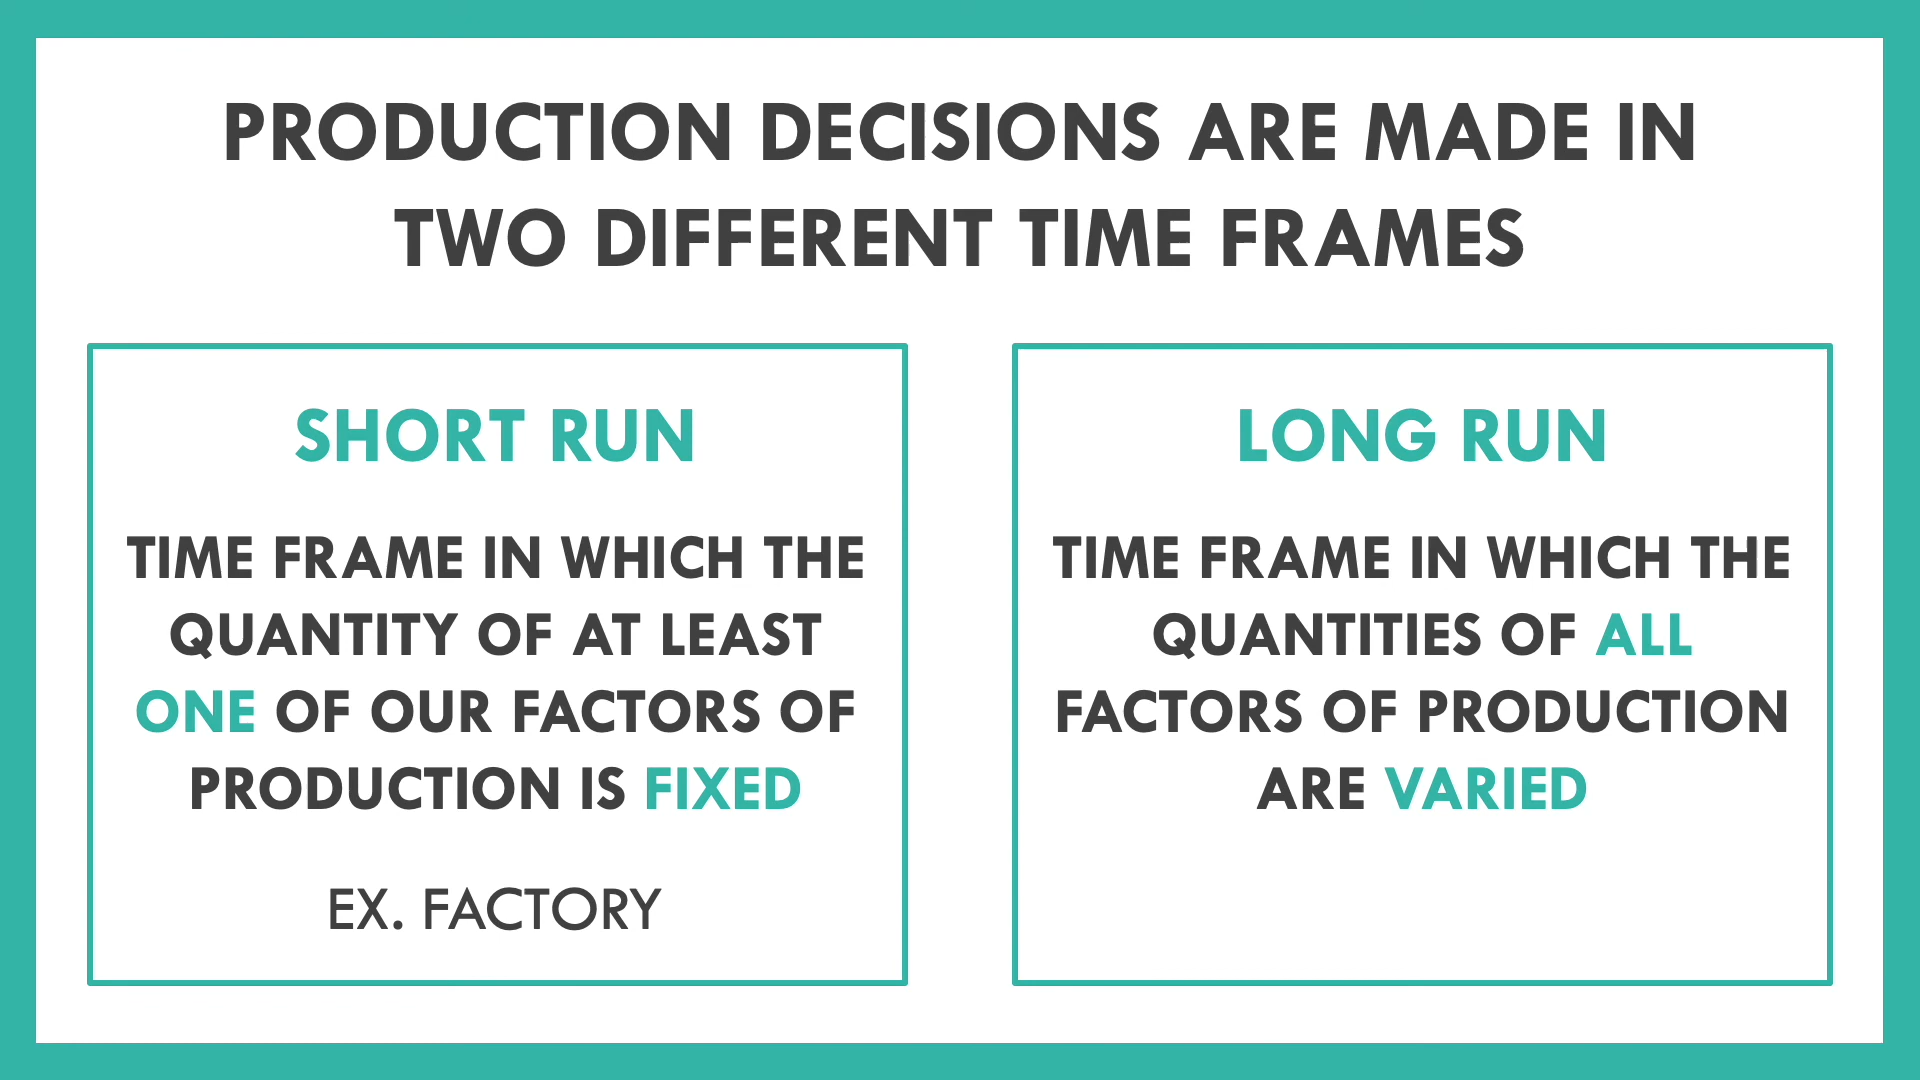 PRODUCTION DECISIONS ARE MADE IN
TWO DIFFERENT TIME FRAMES
SHORT RUN
TIME FRAME IN WHICH THE
QUANTITY OF AT LEAST
ONE OF OUR FACTORS OF
PRODUCTION IS FIXED
EX. FACTORY
LONG RUN
TIME FRAME IN WHICH THE
QUANTITIES OF ALL
FACTORS OF PRODUCTION
ARE VARIED